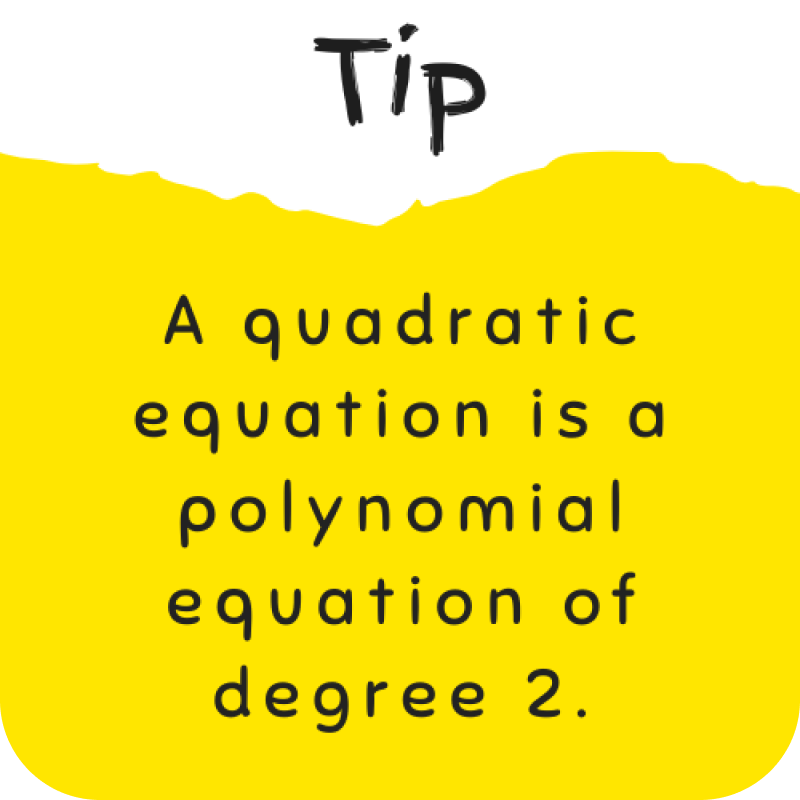 Tip
A quadratic
equation is a
polynomial
equation of
degree 2.